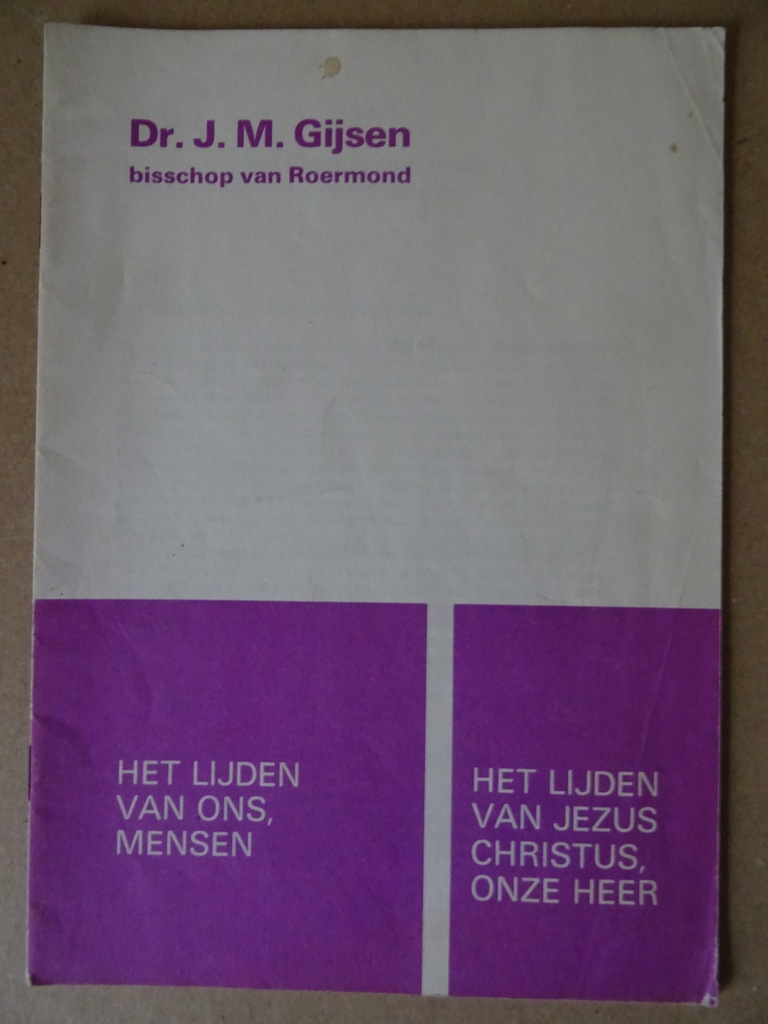 Dr. J. M. Gijsen
bisschop van Roermond
HET LIJDEN
VAN ONS,
MENSEN
HET LIJDEN
VAN JEZUS
CHRISTUS,
ONZE HEER